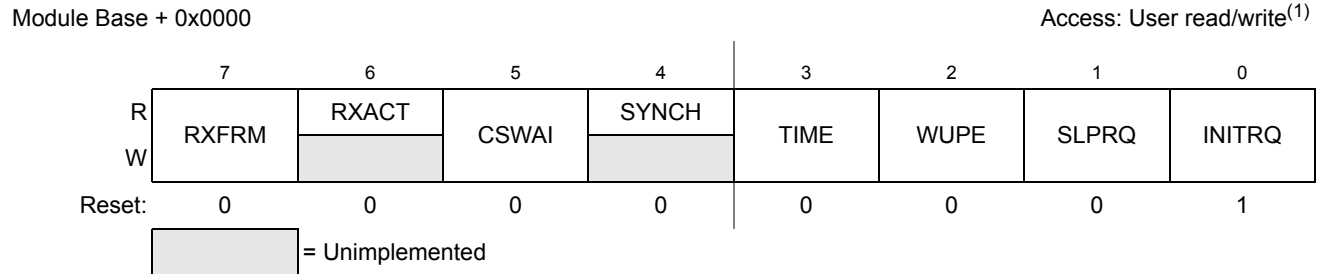 Module Base + 0x0000 Access: User read/write(1)
7 6 5 4 3 2 1 0
R RXFRM RXACT CSWAI SYNCH TIME WUPE SLPRQ INITRQ
W
Reset: 0 0 0 0 0 0 0 1
= Unimplemented